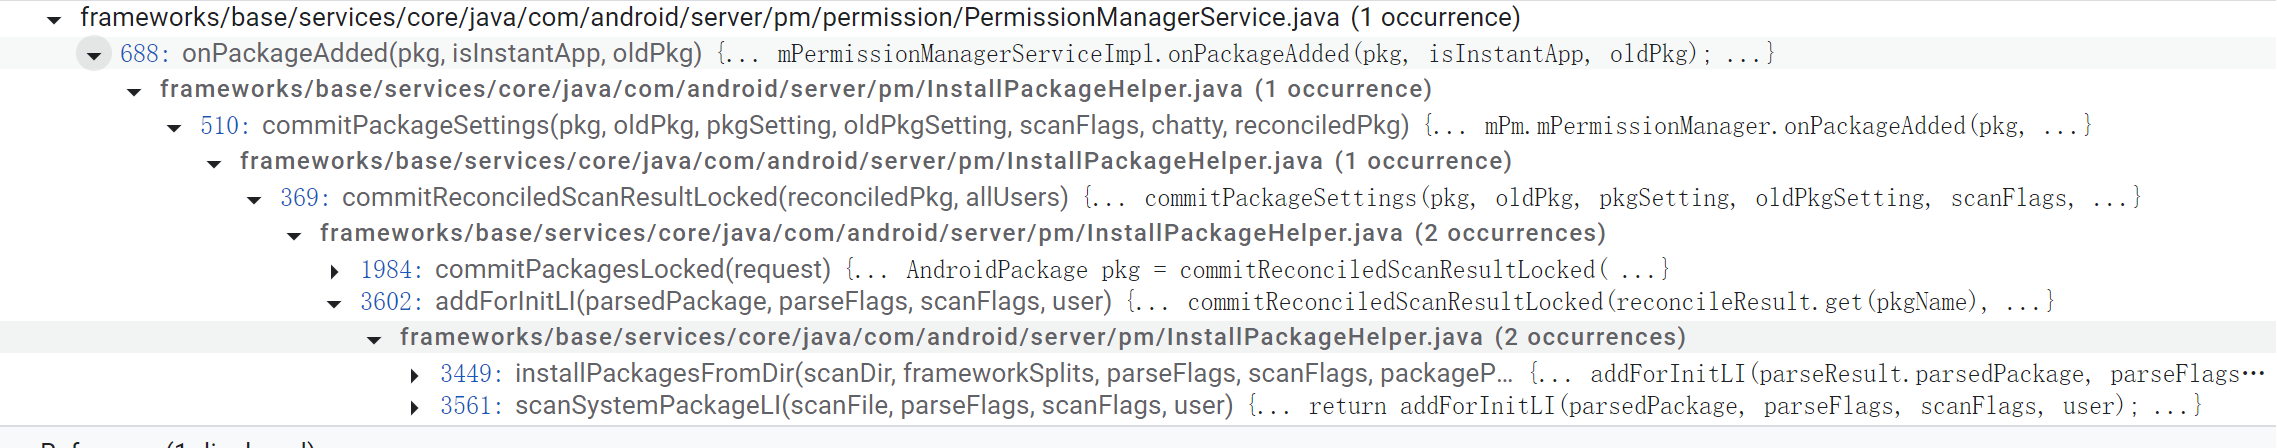 frameworks/base/services/core/java/com/android/server/pm/permission/PermissionManagerService.java (1 occurrence)
688: onPackageAdded(pkg, isInstantApp, oldPkg) {... mPermissionManagerServiceImpl.onPackageAdded(pkg, isInstantApp, oldPkg); ...}
frameworks/base/services/core/java/com/android/server/pm/InstallPackageHelper.java (1 occurrence)
510: commitPackageSettings(pkg, oldPkg, pkgSetting, oldPkgSetting, scanFlags, chatty, reconciledPkg) {... mPm.mPermissionManager.onPackageAdded(pkg, ...}
frameworks/base/services/core/java/com/android/server/pm/InstallPackageHelper.java (1 occurrence)
369: commitReconciledScanResultLocked(reconciledPkg, allUsers) {... commitPackageSettings(pkg, oldPkg, pkgSetting, oldPkgSetting, scanFlags, ...}
frameworks/base/services/core/java/com/android/server/pm/InstallPackageHelper.java (2 occurrences)
1984: commitPackagesLocked(request) {... AndroidPackage pkg = commitReconciledScanResultLocked( ...}
3602: addForInitLI(parsedPackage, parseFlags, scanFlags, user) {... commitReconciledScanResultLocked(reconcileResult.get(pkgName), ...}
frameworks/base/services/core/java/com/android/server/pm/InstallPackageHelper.java (2 occurrences)
3449: installPackagesFromDir(scanDir, frameworkSplits, parseFlags, scanFlags, packageP... {... addForInitLI(parseResult.parsedPackage, parseFlags...
3561: scanSystemPackageLI(scanFile, parseFlags, scanFlags, user) {... return addForInitLI(parsedPackage, parseFlags, scanFlags, user); ...}